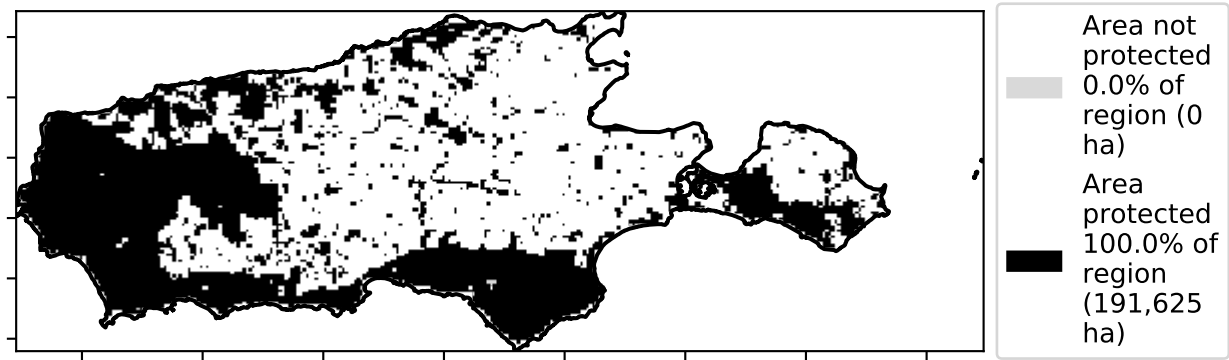 Area not
protected
0.0% of
region (0
ha)
Area
protected
100.0% of
region
(191,625
ha)